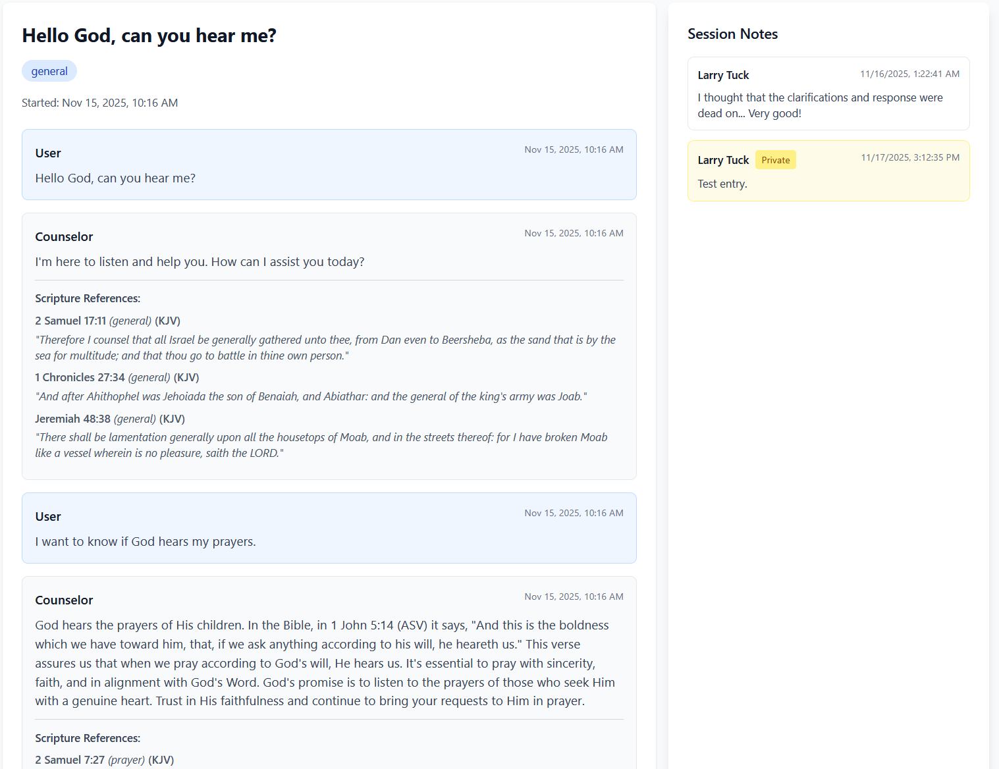 Hello God, can you hear me?
general
Started: Nov 15, 2025, 10:16 AM
User
Nov 15, 2025, 10:16 AM
Hello God, can you hear me?
Counselor
Nov 15, 2025, 10:16 AM
I'm here to listen and help you. How can I assist you today?
Scripture References:
2 Samuel 17:11 (general) (KJV)
"Therefore I counsel that all Israel be generally gathered unto thee, from Dan even to Beersheba, as the sand that is by the
sea for multitude; and that thou go to battle in thine own person."
1 Chronicles 27:34 (general) (KJV)
"And after Ahithophel was Jehoiada the son of Benaiah, and Abiathar: and the general of the king's army was Joab."
Jeremiah 48:38 (general) (KJV)
"There shall be lamentation generally upon all the housetops of Moab, and in the streets thereof: for I have broken Moab
like a vessel wherein is no pleasure, saith the LORD."
User
Nov 15, 2025, 10:16 AM
I want to know if God hears my prayers.
Counselor
Nov 15, 2025, 10:16 AM
God hears the prayers of His children. In the Bible, in 1 John 5:14 (ASV) it says, "And this is the boldness
which we have toward him, that, if we ask anything according to his will, he heareth us." This verse
assures us that when we pray according to God's will, He hears us. It's essential to pray with sincerity,
faith, and in alignment with God's Word. God's promise is to listen to the prayers of those who seek Him
with a genuine heart. Trust in His faithfulness and continue to bring your requests to Him in prayer.
Scripture References:
2 Samuel 7:27 (prayer) (KJV)
Session Notes
Larry Tuck
11/16/2025, 1:22:41 AM
I thought that the clarifications and response were
dead on... Very good!
Larry Tuck
Private
11/17/2025, 3:12:35 PM
Test entry.